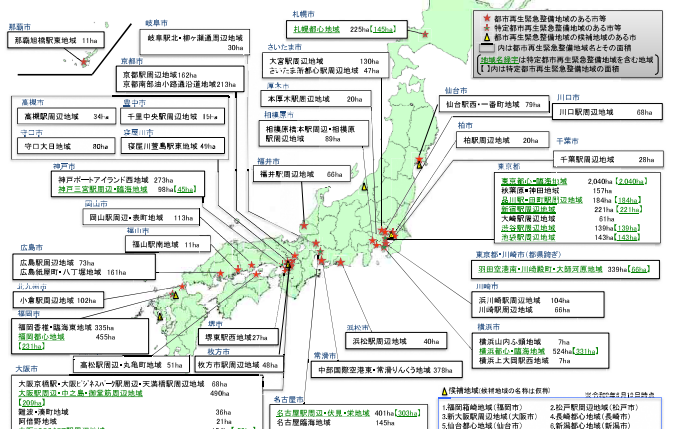 札幌市
札幌都心地域 225ha【145ha】
★都市再生緊急整備地域のある市等
★特定都市再生緊急整備地域のある市等
都市再生緊急整備地域の候補地域のある市
内は都市再生緊急整備地域名とその面積
地域名緑字は特定都市再生緊急整備地域を含む地域
【】内は特定都市再生緊急整備地域の面積
那覇市
那覇旭橋駅東地域 11ha
岐阜市
岐阜駅北・柳ヶ瀬通周辺地域
30ha
京都市
京都駅周辺地域162ha
京都南部油小路通沿道地域213ha
さいたま市
大宮駅周辺地域 130ha
さいたま新都心駅周辺地域 47ha
厚木市
本厚木駅周辺地域 20ha
相模原市
相模原橋本駅周辺・相模原
駅周辺地域 89ha
福井市
福井駅周辺地域 66ha
仙台市
仙台駅西・一番町地域 79ha
川口市
川口駅周辺地域 68ha
柏市
柏駅周辺地域 20ha
千葉市
千葉駅周辺地域 28ha
高槻市
高槻駅周辺地域
豊中市
千里中央駅周辺地域
守口市
守口大日地域 80ha
寝屋川市
寝屋川萱島駅東地域 49ha
神戸市
神戸ポートアイランド西地域 273ha
神戸三宮駅周辺・臨海地域 98ha【45ha】
岡山市
岡山駅周辺・表町地域 113ha
福山市
福山駅南地域 11ha
広島市
広島駅周辺地域 73ha
広島紙屋町・八丁堀地域 161ha
北九州市
小倉駅周辺地域 102ha
福岡市
福岡香椎・臨海東地域 335ha
福岡都心地域 455ha
【231ha】
東京都
東京都心・臨海地域 2,040ha【2,040ha】
秋葉原・神田地域 157ha
品川駅・田町駅周辺地域 184ha【184ha】
新宿駅周辺地域 221ha【221ha】
大崎駅周辺地域 61ha
渋谷駅周辺地域 139ha【139ha】
池袋駅周辺地域 143ha【143ha】
東京都・川崎市(都県跨ぎ)
羽田空港南・川崎殿町・大師河原地域 339ha【66ha】
川崎市
浜川崎駅周辺地域 104ha
川崎駅周辺地域 66ha
横浜市
横浜山内ふ頭地域 7ha
横浜都心・臨海地域 524ha【331ha】
横浜上大岡駅西地域 7ha
浜松市
浜松駅周辺地域 40ha
堺市
堺東駅西地域27ha
高松市
高松駅周辺・丸亀町地域 51ha
枚方市
枚方市駅周辺地域 48ha
常滑市
中部国際空港東・常滑りんくう地域 378ha
大阪市
大阪京橋駅・大阪ビジネスパーク駅周辺・天満橋駅周辺地域 68ha
大阪駅周辺・中之島・御堂筋周辺地域 490ha
【209ha】
難波・湊町地域 36ha
阿倍野地域 21ha
名古屋市
名古屋駅周辺・伏見・栄地域 401ha【303ha】
名古屋臨海地域 145ha
候補地域(候補地域の名称は仮称)
1.福岡箱崎地域(福岡市) 2.松戸駅周辺地域(松戸市)
3.新大阪駅周辺地域(大阪市) 4.長崎都心地域(長崎市)
5.仙台都心地域(仙台市) 6.新潟都心地域(新潟市)